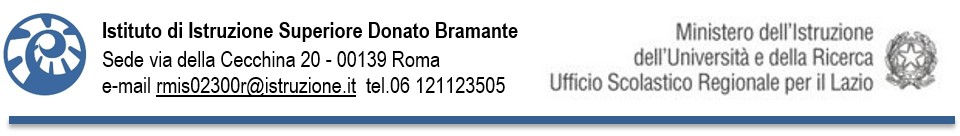 Istituto di Istruzione Superiore Donato Bramante
Sede via della Cecchina 20 - 00139 Roma
e-mail rmis02300r@istruzione.it tel.06 121123505
Ministero dell'Istruzione
dell'Università e della Ricerca
Ufficio Scolastico Regionale per il Lazio